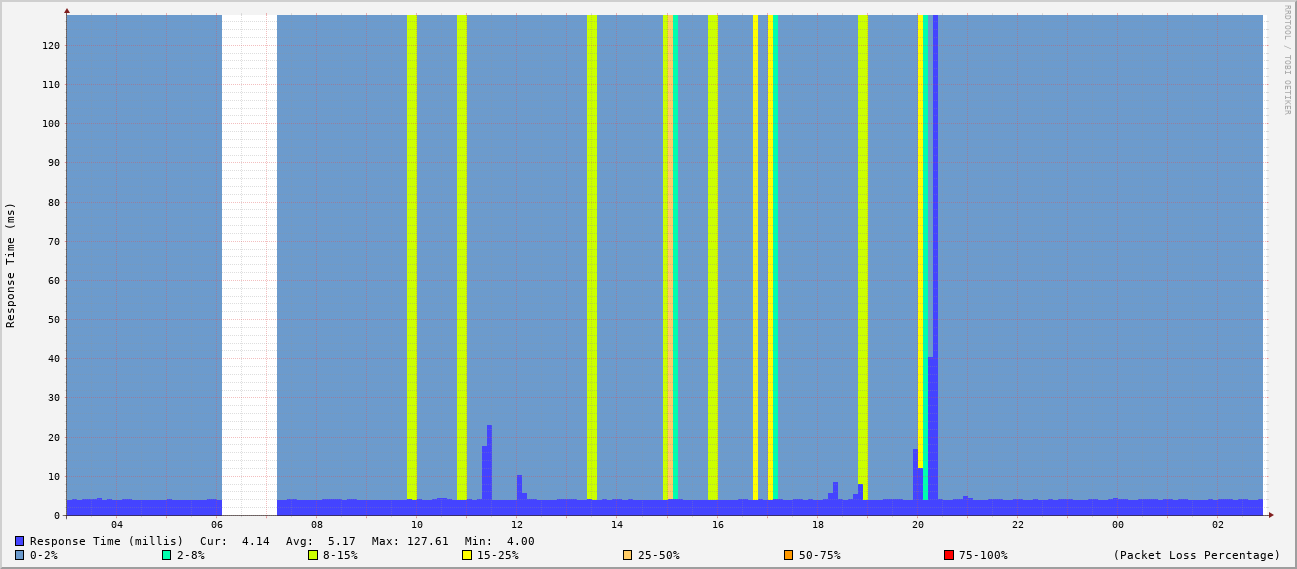 RRDTOOL / TOBI OETIKER
Response Time (ms)
120
110
100
90
80
70
60
50
40
30
20
10
0
04 06 08 10 12 14 16 18 20 22 00 02
Response Time (millis) Cur: 4.14 Avg: 5.17 Max: 127.61 Min: 4.00
0-2% 2-8% 8-15% 15-25% 25-50% 50-75% 75-100% (Packet Loss Percentage)